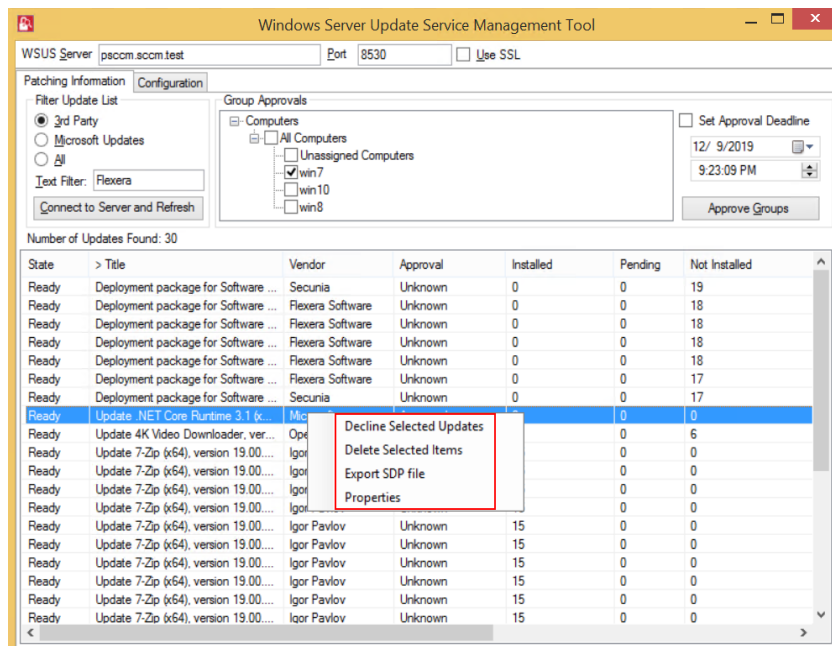 Windows Server Update Service Management Tool
WSUS Server psccm.sccm.test Port 8530 Use SSL
Patching Information Configuration
Filter Update List
3rd Party
Microsoft Updates
All
Text Filter: Flexera
Connect to Server and Refresh
Group Approvals
Computers
All Computers
Unassigned Computers
win7
win10
win8
Set Approval Deadline
12/ 9/2019
9:23:09 PM
Approve Groups
Number of Updates Found: 30
State > Title Vendor Approval Installed Pending Not Installed
Ready Deployment package for Software ... Secunia Unknown 0 0 19
Ready Deployment package for Software ... Flexera Software Unknown 0 0 18
Ready Deployment package for Software ... Flexera Software Unknown 0 0 18
Ready Deployment package for Software ... Flexera Software Unknown 0 0 18
Ready Deployment package for Software ... Flexera Software Unknown 0 0 18
Ready Deployment package for Software ... Flexera Software Unknown 0 0 17
Ready Deployment package for Software ... Secunia Unknown 0 0 17
Ready Update .NET Core Runtime 3.1 (x... 0 0
Ready Update 4K Video Downloader, ver... 0 6
Ready Update 7-Zip (x64), version 19.00.... 0 0
Ready Update 7-Zip (x64), version 19.00.... 0 0
Ready Update 7-Zip (x64), version 19.00.... 0 0
Ready Update 7-Zip (x64), version 19.00.... 0 0
Decline Selected Updates
Delete Selected Items
Export SDP file
Properties
Ready Update 7-Zip (x64), version 19.00.... Igor Pavlov Unknown 15 0 0
Ready Update 7-Zip (x64), version 19.00.... Igor Pavlov Unknown 15 0 0
Ready Update 7-Zip (x64), version 19.00.... Igor Pavlov Unknown 15 0 0
Ready Update 7-Zip (x64), version 19.00.... Igor Pavlov Unknown 15 0 0
Ready Update 7-Zip (x64), version 19.00.... Igor Pavlov Unknown 15 0 0
Ready Update 7-Zip (x64), version 19.00.... Igor Pavlov Unknown 15 0 0